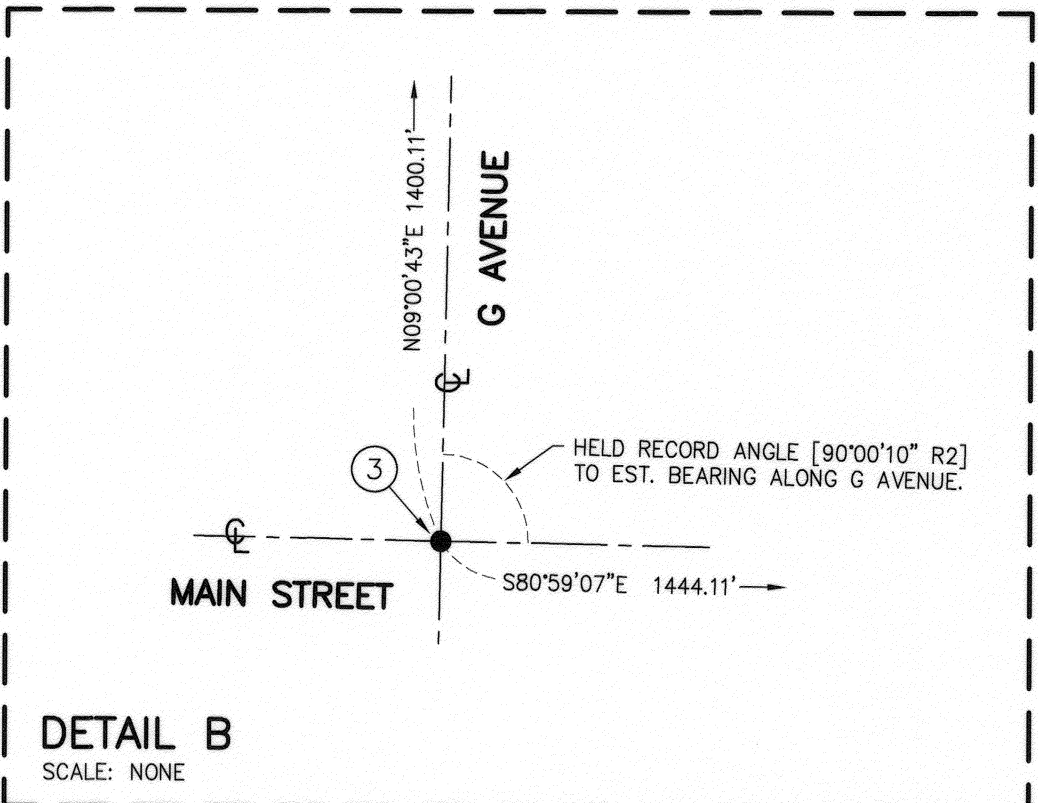 N09°00'43"E 1400.11'
G AVENUE
℄
3
HELD RECORD ANGLE [90°00'10" R2]
TO EST. BEARING ALONG G AVENUE.
℄
MAIN STREET
S80°59'07"E 1444.11'
DETAIL B
SCALE: NONE